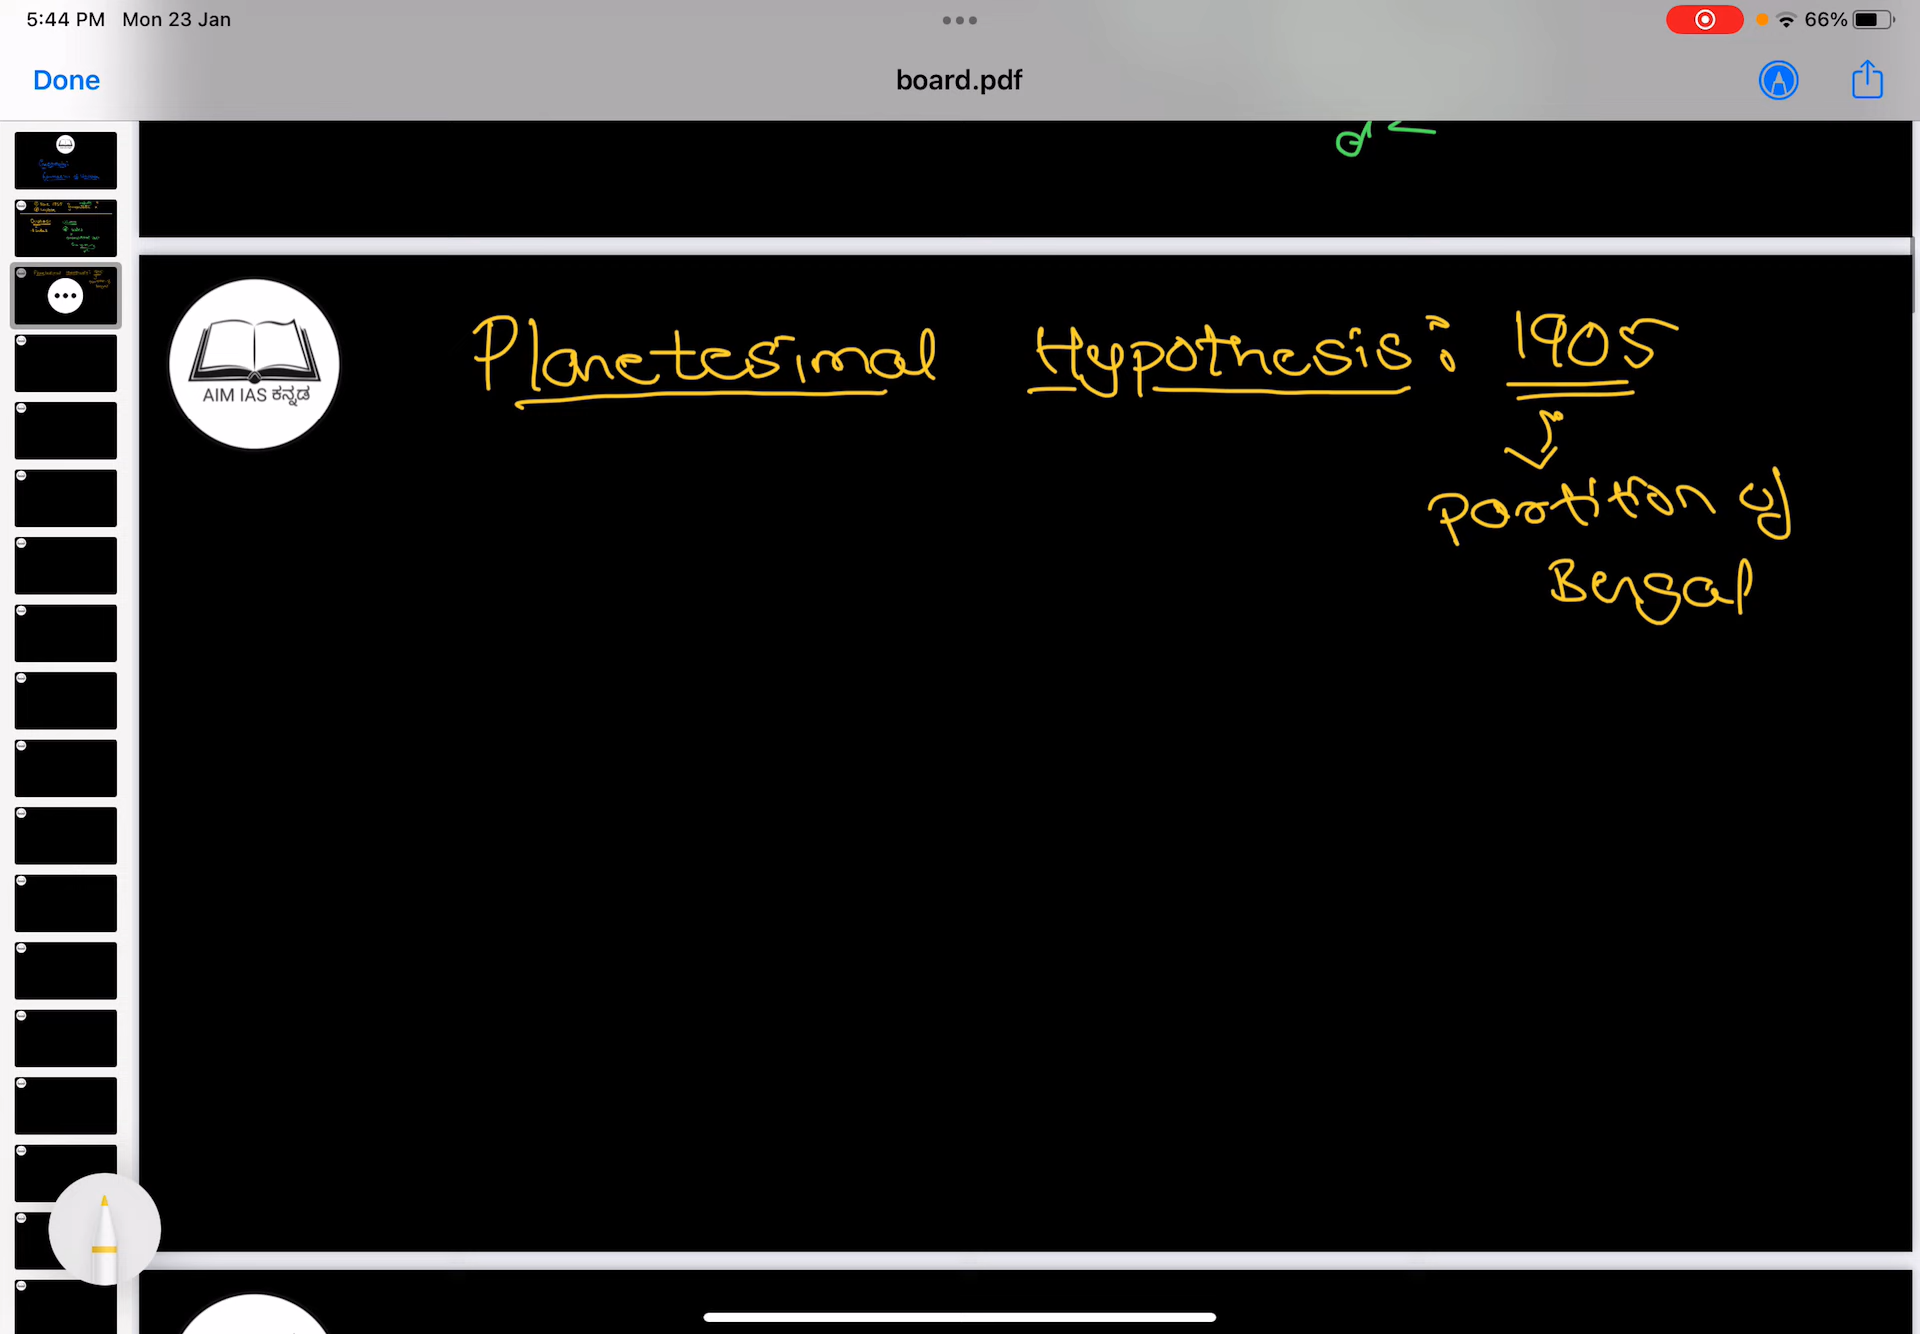 5:44 PM Mon 23 Jan
66%
Done
board.pdf
AIM IAS ಕನ್ನಡ
Planetesimal Hypothesis: 1905
Partition of
Bengal